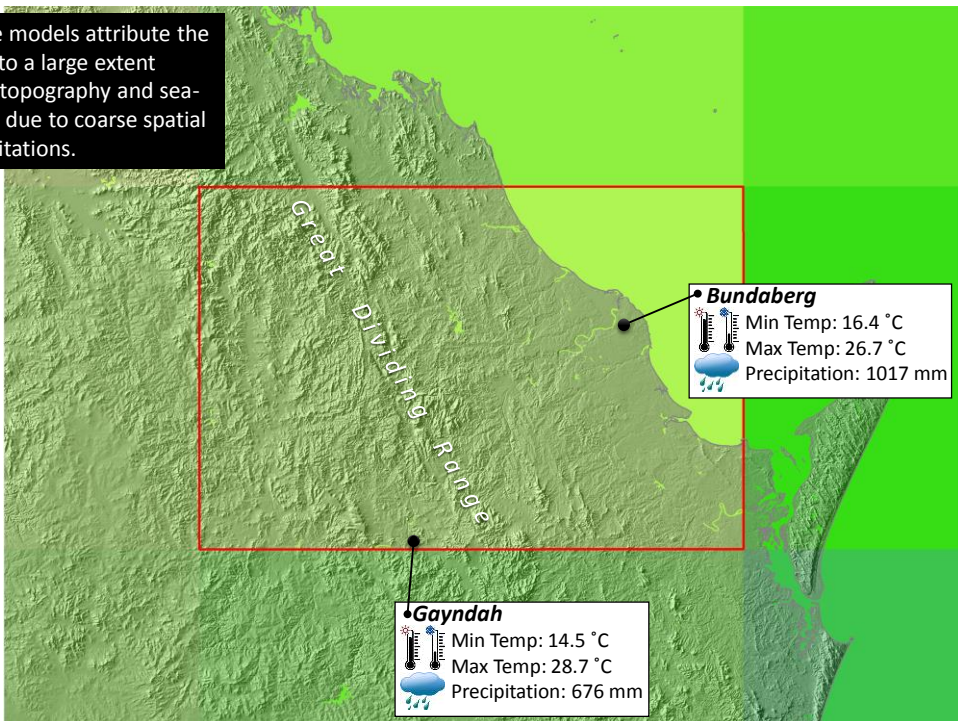 e models attribute the
to a large extent
topography and sea-
due to coarse spatial
itations.
Great Dividing Range
Bundaberg
Min Temp: 16.4 ˚C
Max Temp: 26.7 ˚C
Precipitation: 1017 mm
Gayndah
Min Temp: 14.5 ˚C
Max Temp: 28.7 ˚C
Precipitation: 676 mm